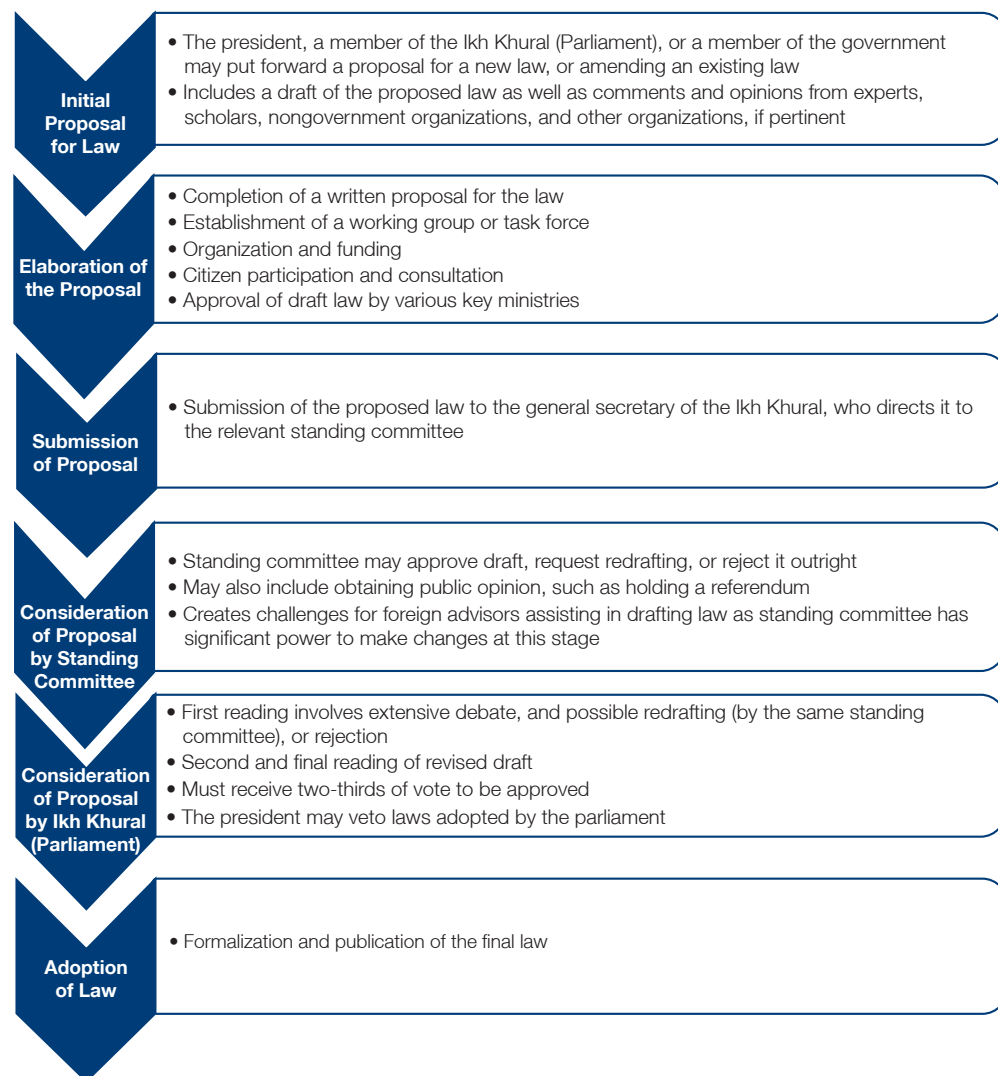 Initial
Proposal
for Law
• The president, a member of the Ikh Khural (Parliament), or a member of the government
may put forward a proposal for a new law, or amending an existing law
• Includes a draft of the proposed law as well as comments and opinions from experts,
scholars, nongovernment organizations, and other organizations, if pertinent
Elaboration of
the Proposal
• Completion of a written proposal for the law
• Establishment of a working group or task force
• Organization and funding
• Citizen participation and consultation
• Approval of draft law by various key ministries
Submission
of Proposal
• Submission of the proposed law to the general secretary of the Ikh Khural, who directs it to
the relevant standing committee
Consideration
of Proposal
by Standing
Committee
• Standing committee may approve draft, request redrafting, or reject it outright
• May also include obtaining public opinion, such as holding a referendum
• Creates challenges for foreign advisors assisting in drafting law as standing committee has
significant power to make changes at this stage
Consideration
of Proposal
by Ikh Khural
(Parliament)
• First reading involves extensive debate, and possible redrafting (by the same standing
committee), or rejection
• Second and final reading of revised draft
• Must receive two-thirds of vote to be approved
• The president may veto laws adopted by the parliament
Adoption
of Law
• Formalization and publication of the final law